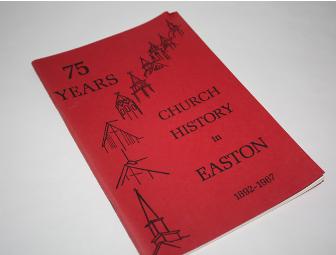 75
YEARS
CHURCH
HISTORY
in
EASTON
1892-1967